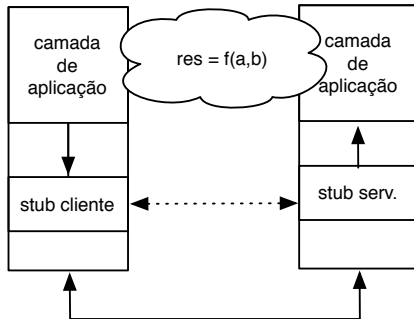 camada
de
aplicação
res = f(a,b)
camada
de
aplicação
stub cliente
stub serv.